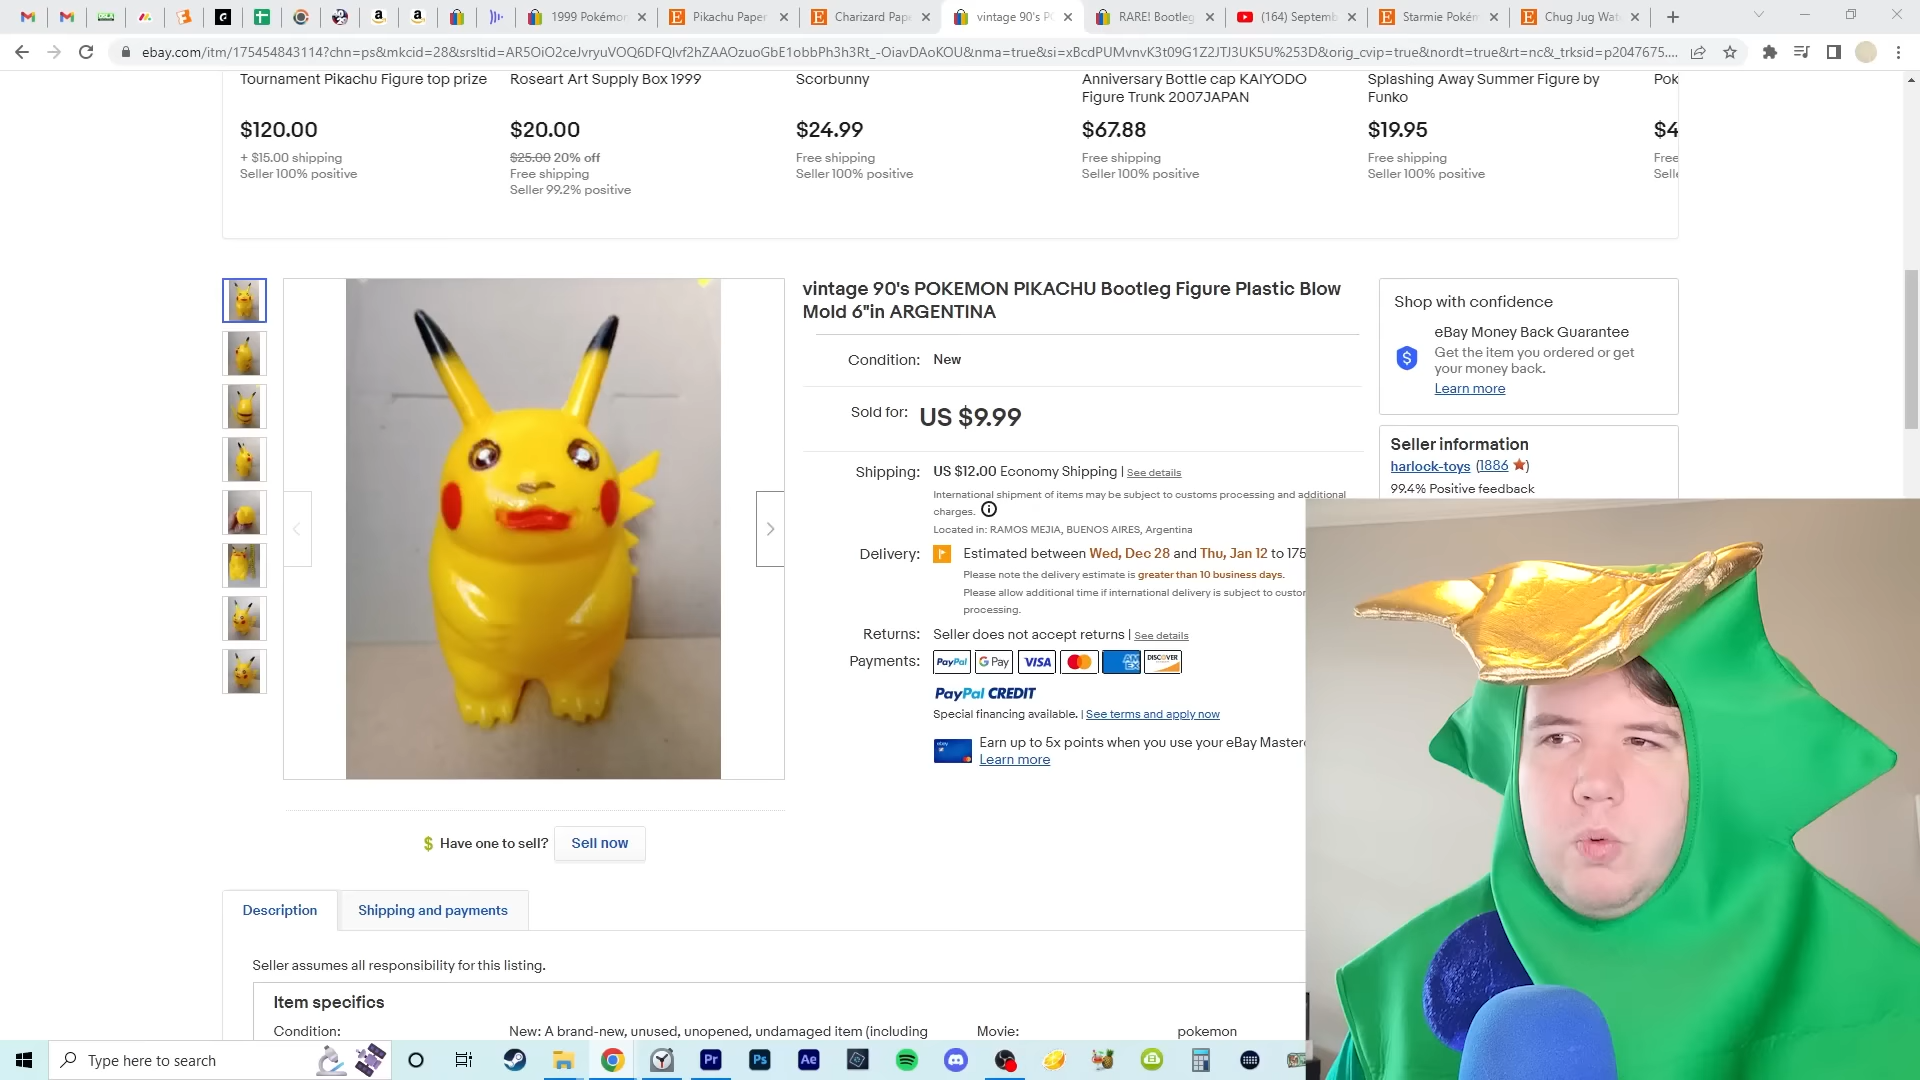 1999 Pokémon
Pikachu Paper
Charizard Pape
vintage 90's P
RARE! Bootleg
(164) Septemb
Starmie Pokém
Chug Jug Wat
ebay.com/itm/175454843114?chn=ps&mkcid=28&srsltid=AR5OiO2ceJvryuVOQ6DFQlvf2hZAAOzuoGbE1obbPh3h3Rt_-OiavDAoKOU&nma=true&si=xBcdPUMvnvK3t09G1Z2JTJ3UK5U%253D&orig_cvip=true&nordt=true&rt=nc&_trksid=p2047675....
Tournament Pikachu Figure top prize
$120.00
+ $15.00 shipping
Seller 100% positive
Roseart Art Supply Box 1999
$20.00
$25.00 20% off
Free shipping
Seller 99.2% positive
Scorbunny
$24.99
Free shipping
Seller 100% positive
Anniversary Bottle cap KAIYODO
Figure Trunk 2007JAPAN
$67.88
Free shipping
Seller 100% positive
Splashing Away Summer Figure by
Funko
$19.95
Free shipping
Seller 100% positive
Pok
$4
Free
Selle
vintage 90's POKEMON PIKACHU Bootleg Figure Plastic Blow
Mold 6"in ARGENTINA
Condition: New
Sold for: US $9.99
Shipping: US $12.00 Economy Shipping | See details
International shipment of items may be subject to customs processing and additional
charges.
Located in: RAMOS MEJIA, BUENOS AIRES, Argentina
Delivery: Estimated between Wed, Dec 28 and Thu, Jan 12 to 175
Please note the delivery estimate is greater than 10 business days.
Please allow additional time if international delivery is subject to custo
processing.
Returns: Seller does not accept returns | See details
Payments: PayPal G Pay VISA AM EX DISCOVER
PayPal CREDIT
Special financing available. | See terms and apply now
ebay
Earn up to 5x points when you use your eBay Master
Learn more
Shop with confidence
eBay Money Back Guarantee
Get the item you ordered or get
your money back.
Learn more
Seller information
harlock-toys (1886)
99.4% Positive feedback
Have one to sell? Sell now
Description
Shipping and payments
Seller assumes all responsibility for this listing.
Item specifics
Condition: New: A brand-new, unused, unopened, undamaged item (including
Movie: pokemon
Type here to search
Pr
Ps
Ae